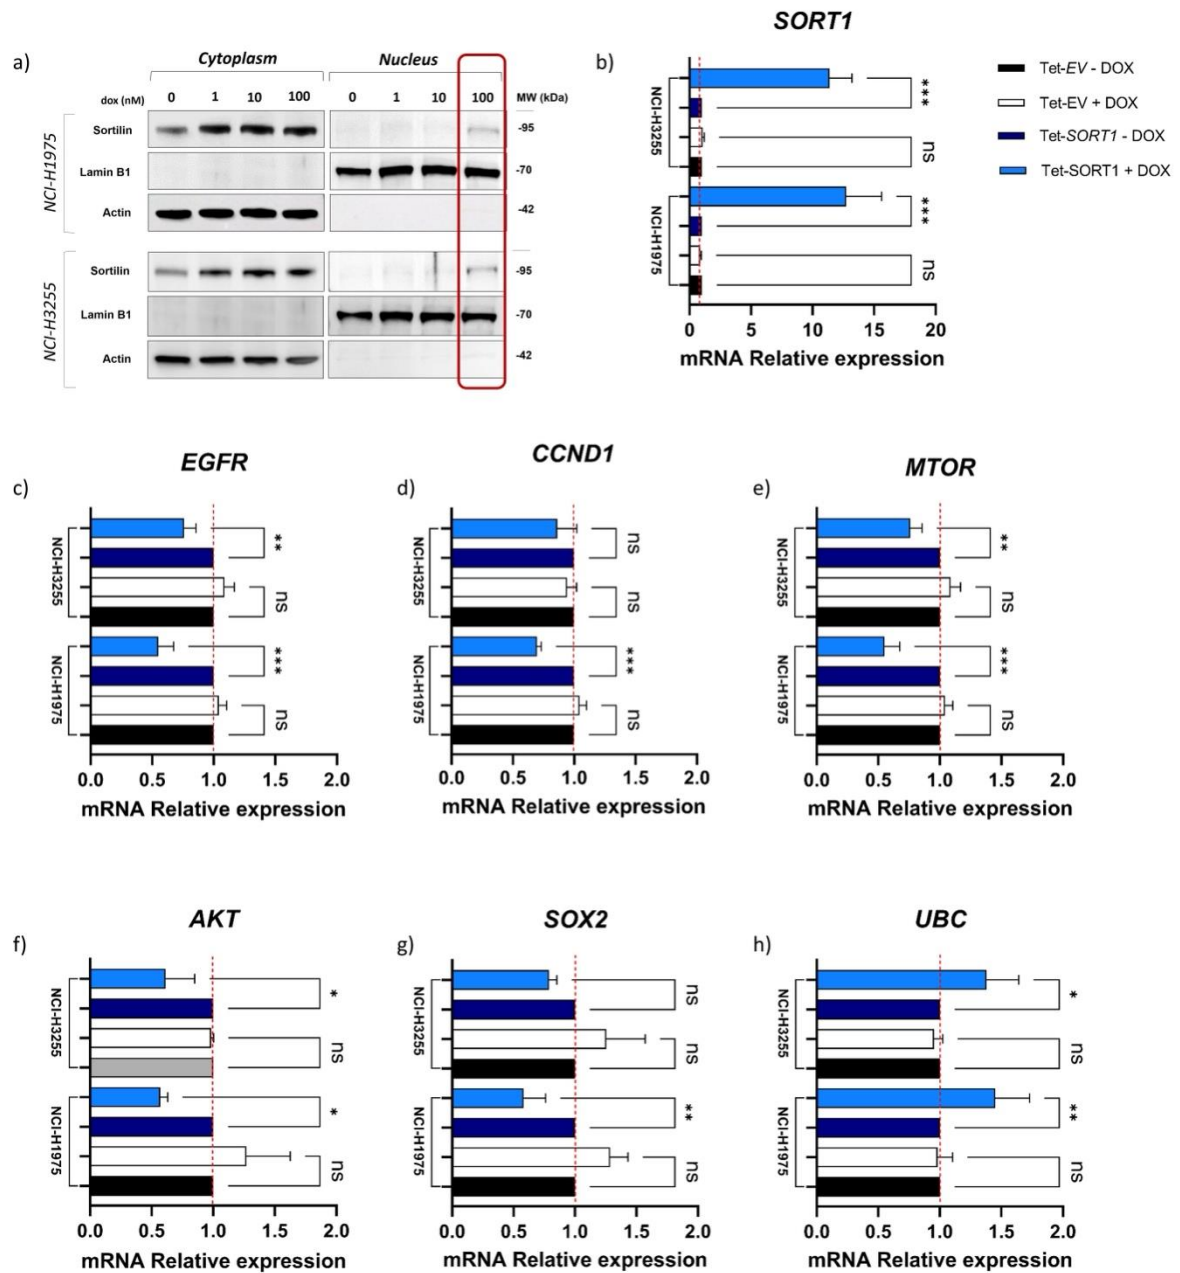 SORT1
a)
Cytoplasm Nucleus
dox (nM) 0 1 10 100 0 1 10 100 MW (kDa)
NCI-H1975
Sortilin -95
Lamin B1 -70
Actin -42
NCI-H3255
Sortilin -95
Lamin B1 -70
Actin -42
b)
NCI-H3255
NCI-H1975
***
ns
***
ns
0 5 10 15 20
mRNA Relative expression
Tet-EV - DOX
Tet-EV + DOX
Tet-SORT1 - DOX
Tet-SORT1 + DOX
c)
EGFR
NCI-H3255
NCI-H1975
**
ns
***
ns
0.0 0.5 1.0 1.5 2.0
mRNA Relative expression
d)
CCND1
NCI-H3255
NCI-H1975
ns
ns
***
ns
0.0 0.5 1.0 1.5 2.0
mRNA Relative expression
e)
MTOR
NCI-H3255
NCI-H1975
**
ns
***
ns
0.0 0.5 1.0 1.5 2.0
mRNA Relative expression
f)
AKT
NCI-H3255
NCI-H1975
*
ns
*
ns
0.0 0.5 1.0 1.5 2.0
mRNA Relative expression
g)
SOX2
NCI-H3255
NCI-H1975
ns
ns
**
ns
0.0 0.5 1.0 1.5 2.0
mRNA Relative expression
h)
UBC
NCI-H3255
NCI-H1975
*
ns
**
ns
0.0 0.5 1.0 1.5 2.0
mRNA Relative expression